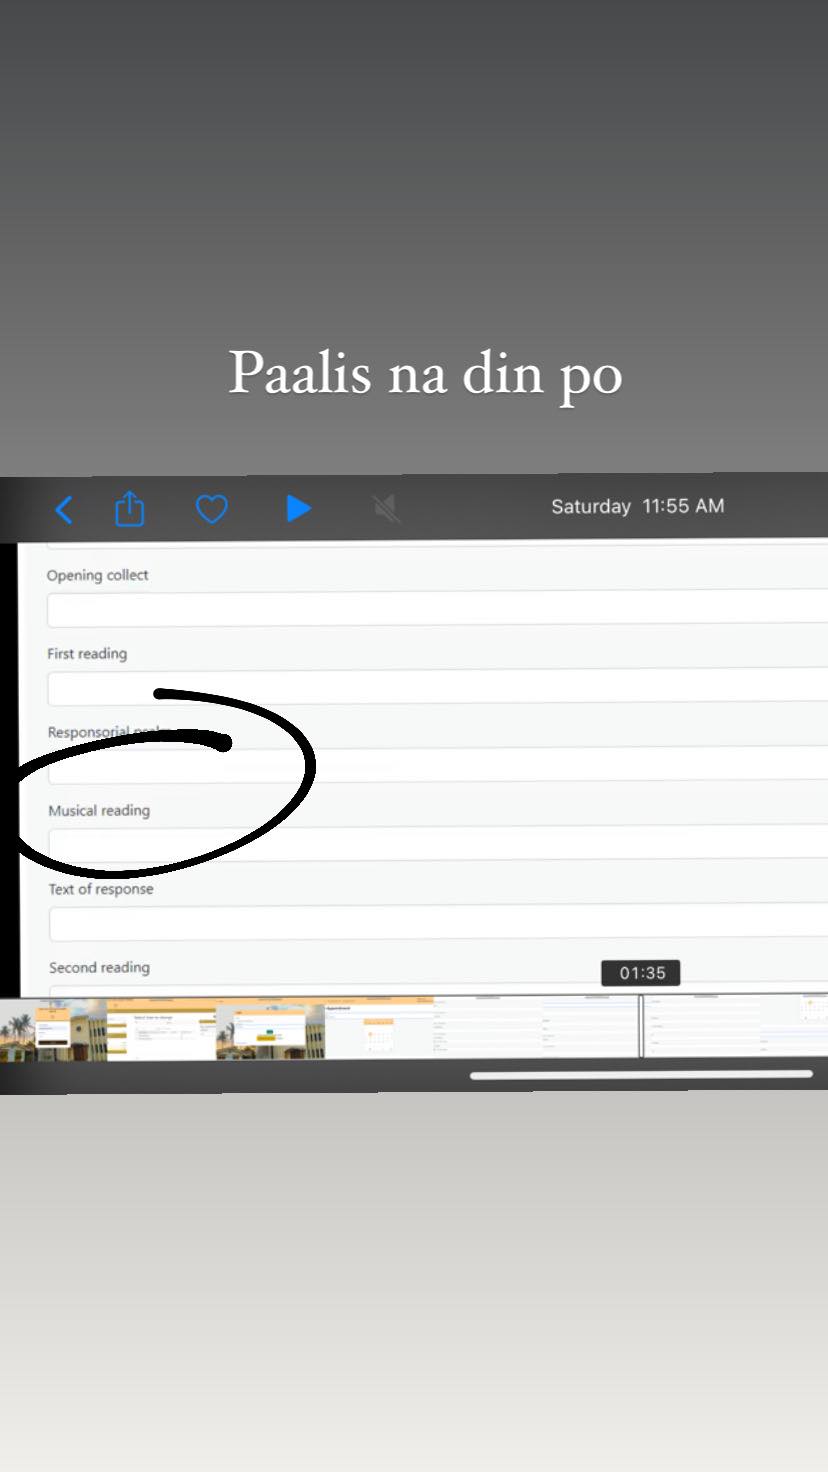 Paalis na din po
Saturday 11:55 AM
Opening collect
First reading
Responsorial psalm
Musical reading
Text of response
Second reading
01:35